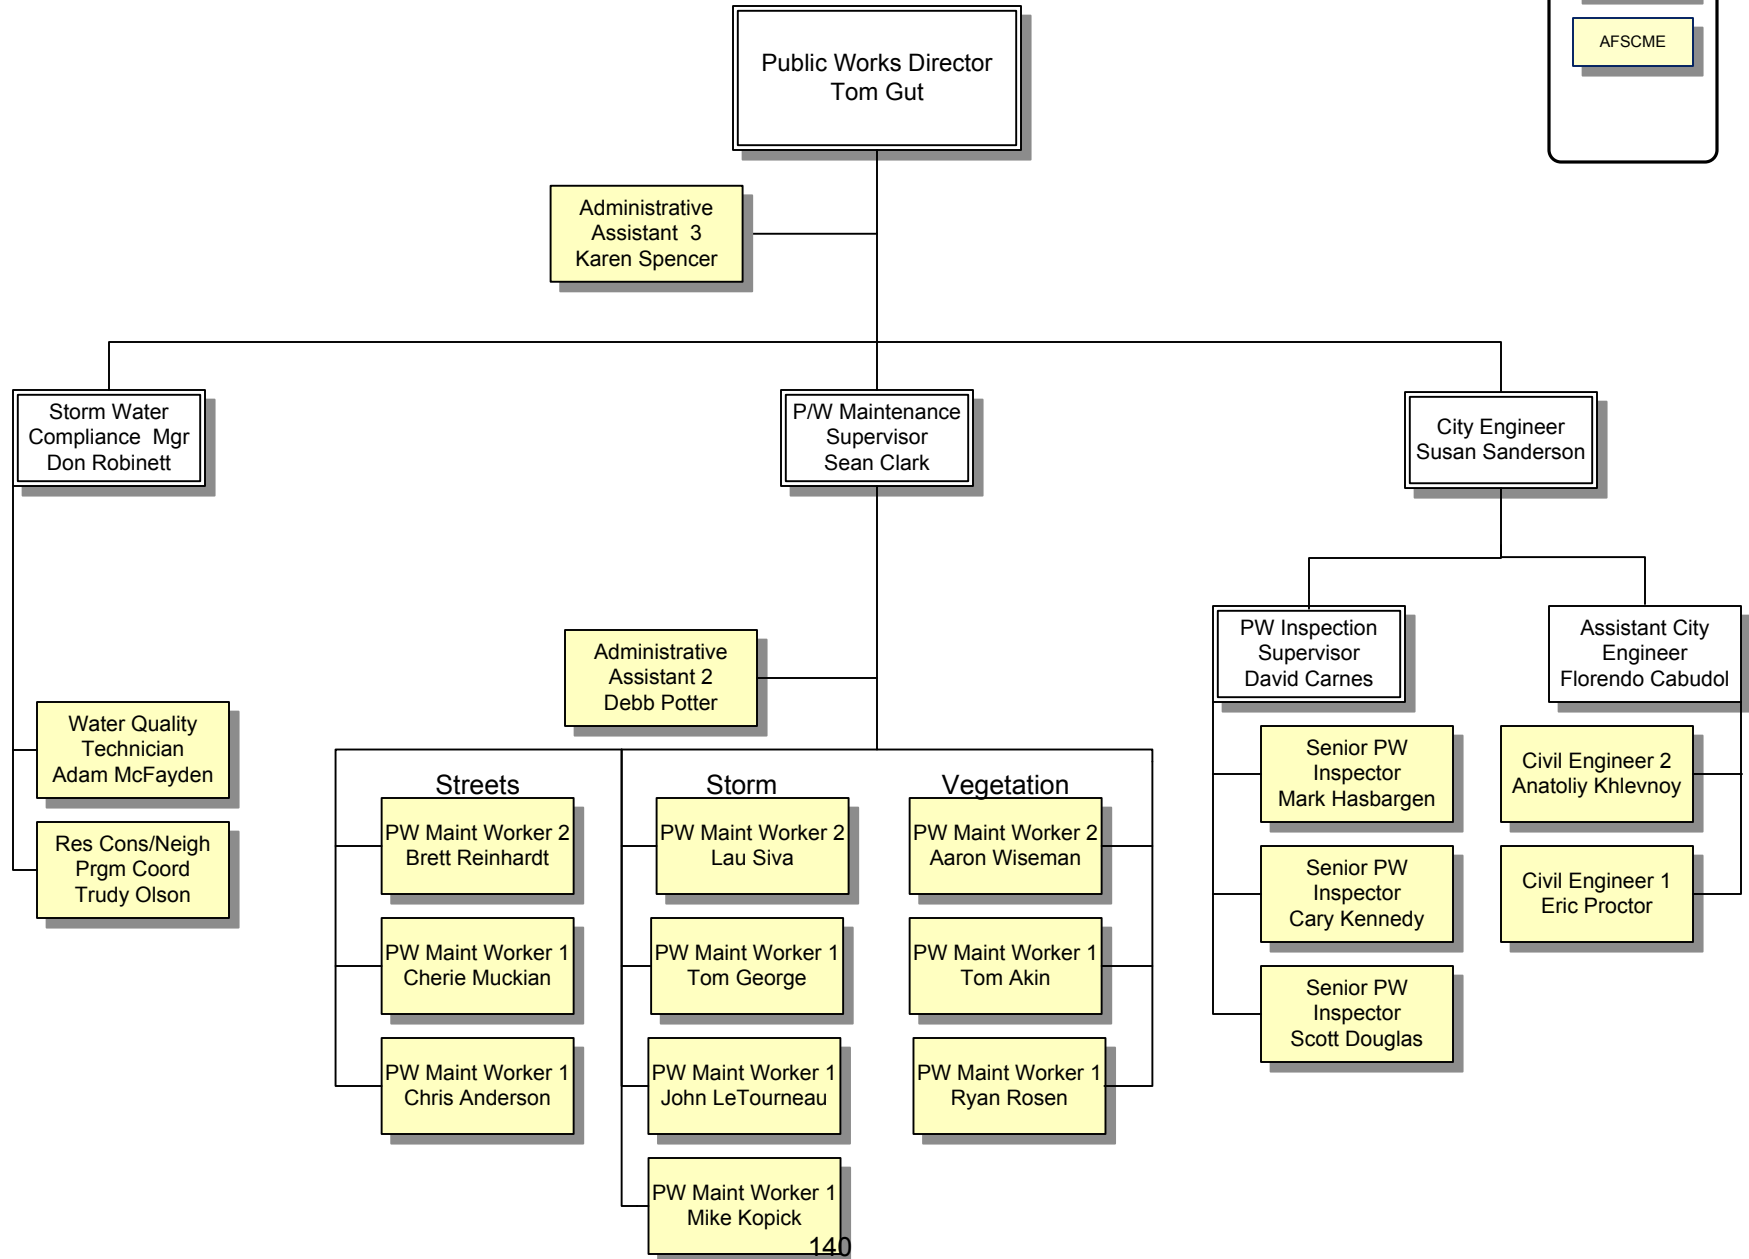 AFSCME
Public Works Director
Tom Gut
Administrative
Assistant 3
Karen Spencer
Storm Water
Compliance Mgr
Don Robinett
P/W Maintenance
Supervisor
Sean Clark
City Engineer
Susan Sanderson
Administrative
Assistant 2
Debb Potter
PW Inspection
Supervisor
David Carnes
Assistant City
Engineer
Florendo Cabudol
Water Quality
Technician
Adam McFayden
Res Cons/Neigh
Prgm Coord
Trudy Olson
Streets
PW Maint Worker 2
Brett Reinhardt
PW Maint Worker 1
Cherie Muckian
PW Maint Worker 1
Chris Anderson
Storm
PW Maint Worker 2
Lau Siva
PW Maint Worker 1
Tom George
PW Maint Worker 1
John LeTourneau
PW Maint Worker 1
Mike Kopick
Vegetation
PW Maint Worker 2
Aaron Wiseman
PW Maint Worker 1
Tom Akin
PW Maint Worker 1
Ryan Rosen
Senior PW
Inspector
Mark Hasbargen
Senior PW
Inspector
Cary Kennedy
Senior PW
Inspector
Scott Douglas
Civil Engineer 2
Anatoliy Khlevnoy
Civil Engineer 1
Eric Proctor
140